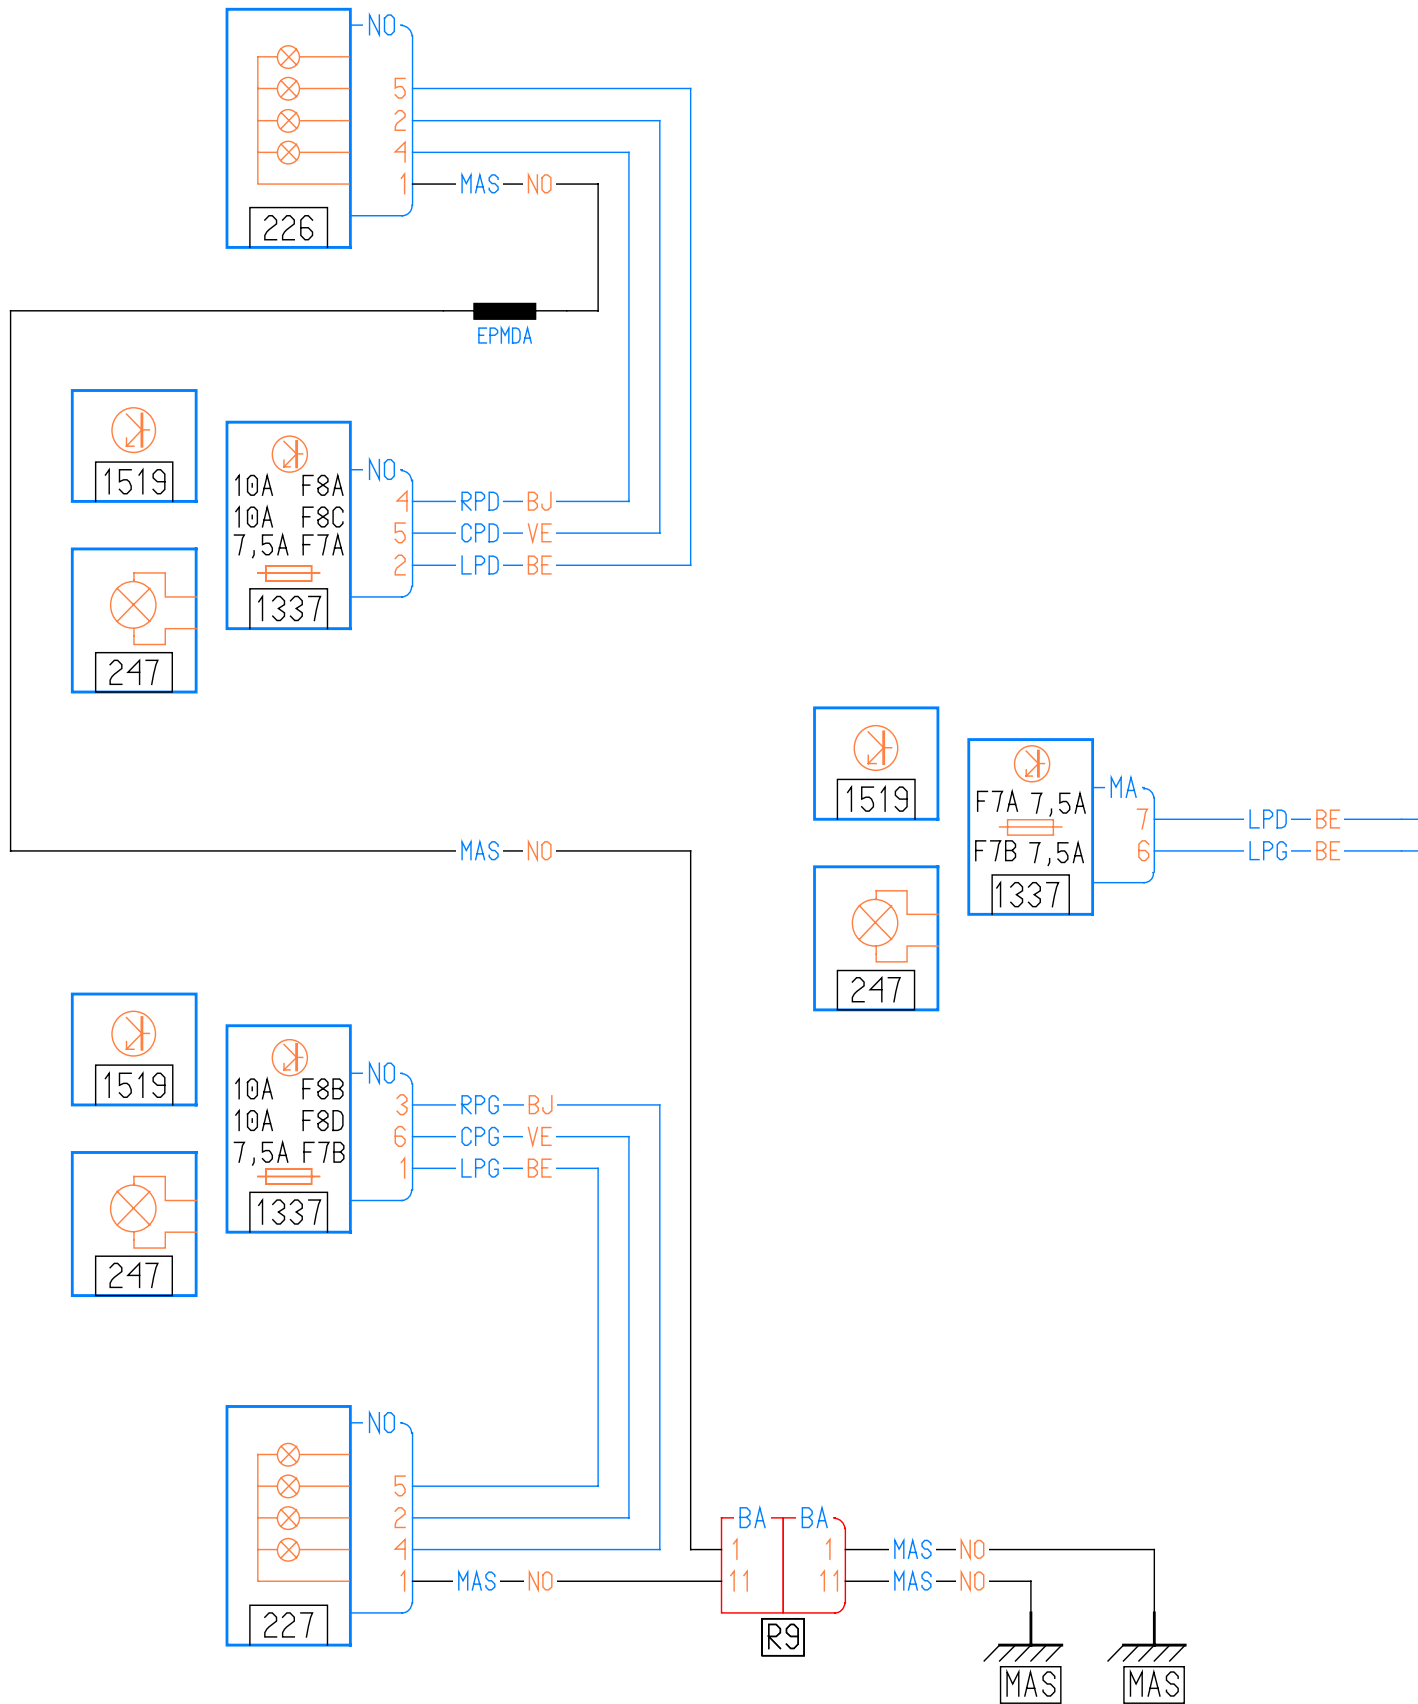 NO
5
2
4
1 MAS NO
226
EPMDA
1519
NO
10A F8A
4 RPD BJ
10A F8C
5 CPD VE
7,5A F7A
2 LPD BE
1337
247
1519
MA
F7A 7,5A
7 LPD BE
F7B 7,5A
6 LPG BE
1337
247
MAS NO
1519
NO
10A F8B
3 RPG BJ
10A F8D
6 CPG VE
7,5A F7B
1 LPG BE
1337
247
NO
5
2
4
1 MAS NO
227
BA BA
1 1 MAS NO
11 11 MAS NO
R9
MAS MAS